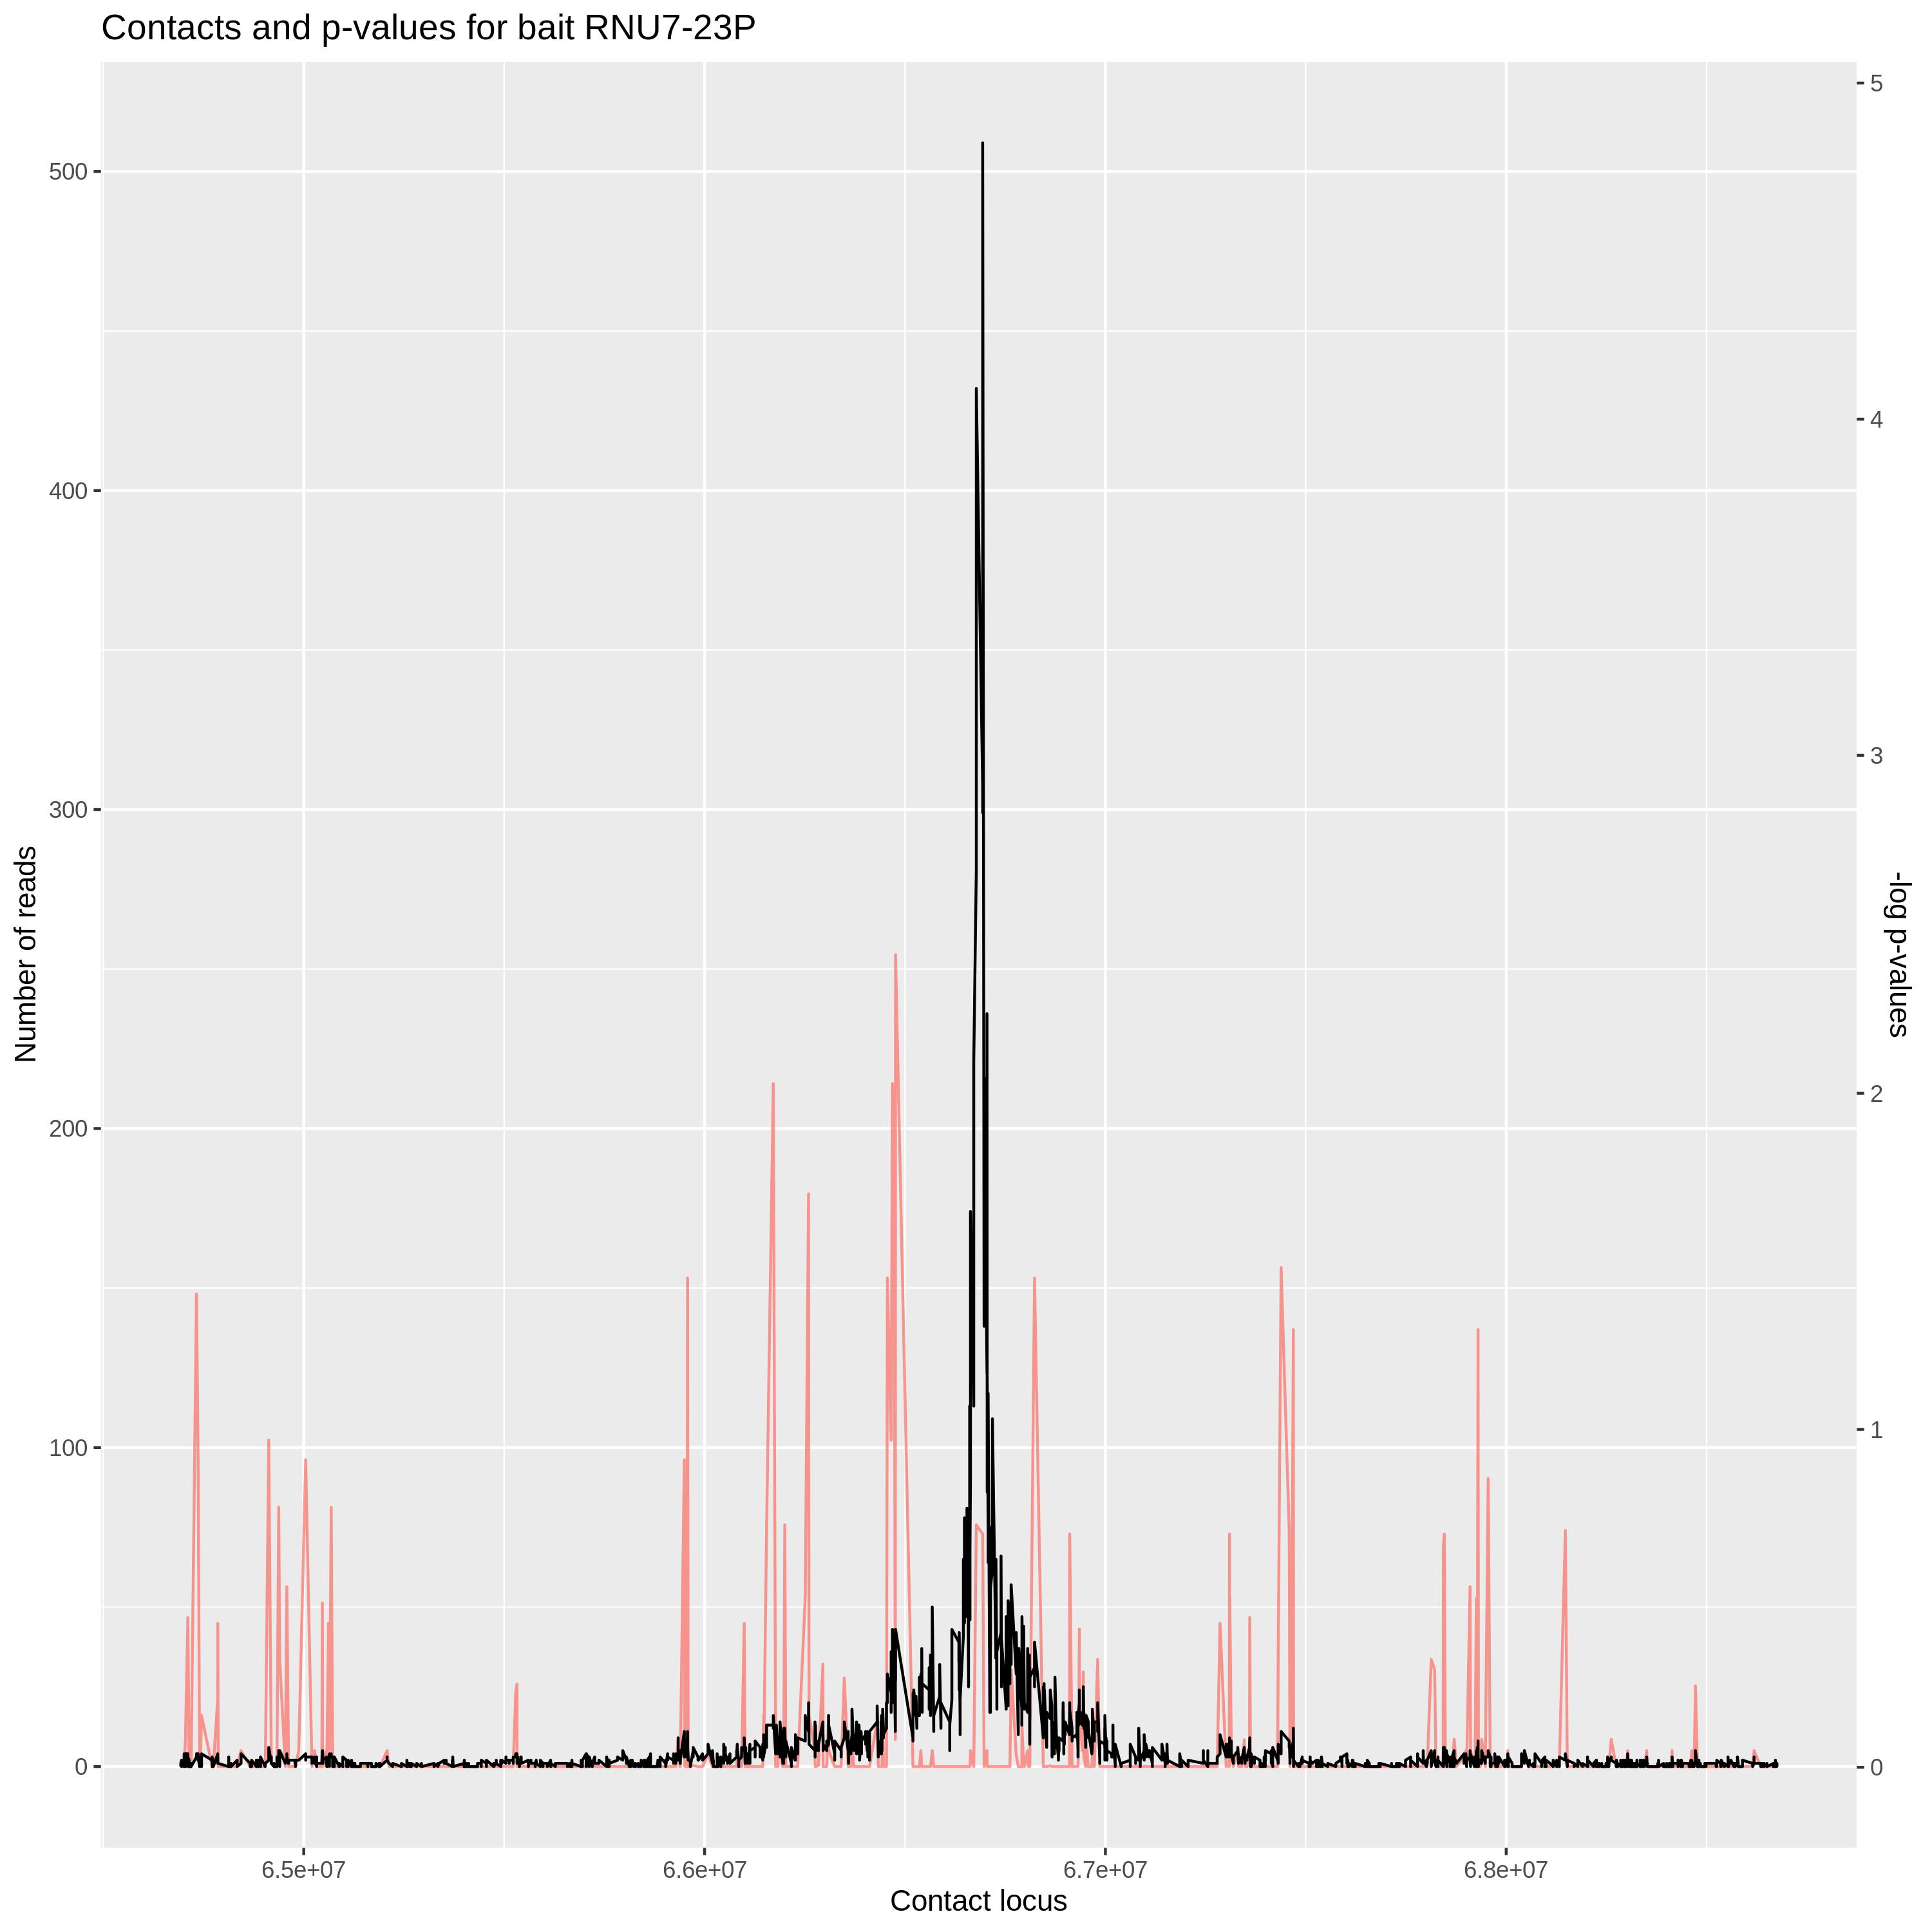 Contacts and p-values for bait RNU7-23P
5
500
4
400
3
300
Number of reads
-log p-values
2
200
1
100
0
0
6.5e+07
6.6e+07
6.7e+07
6.8e+07
Contact locus